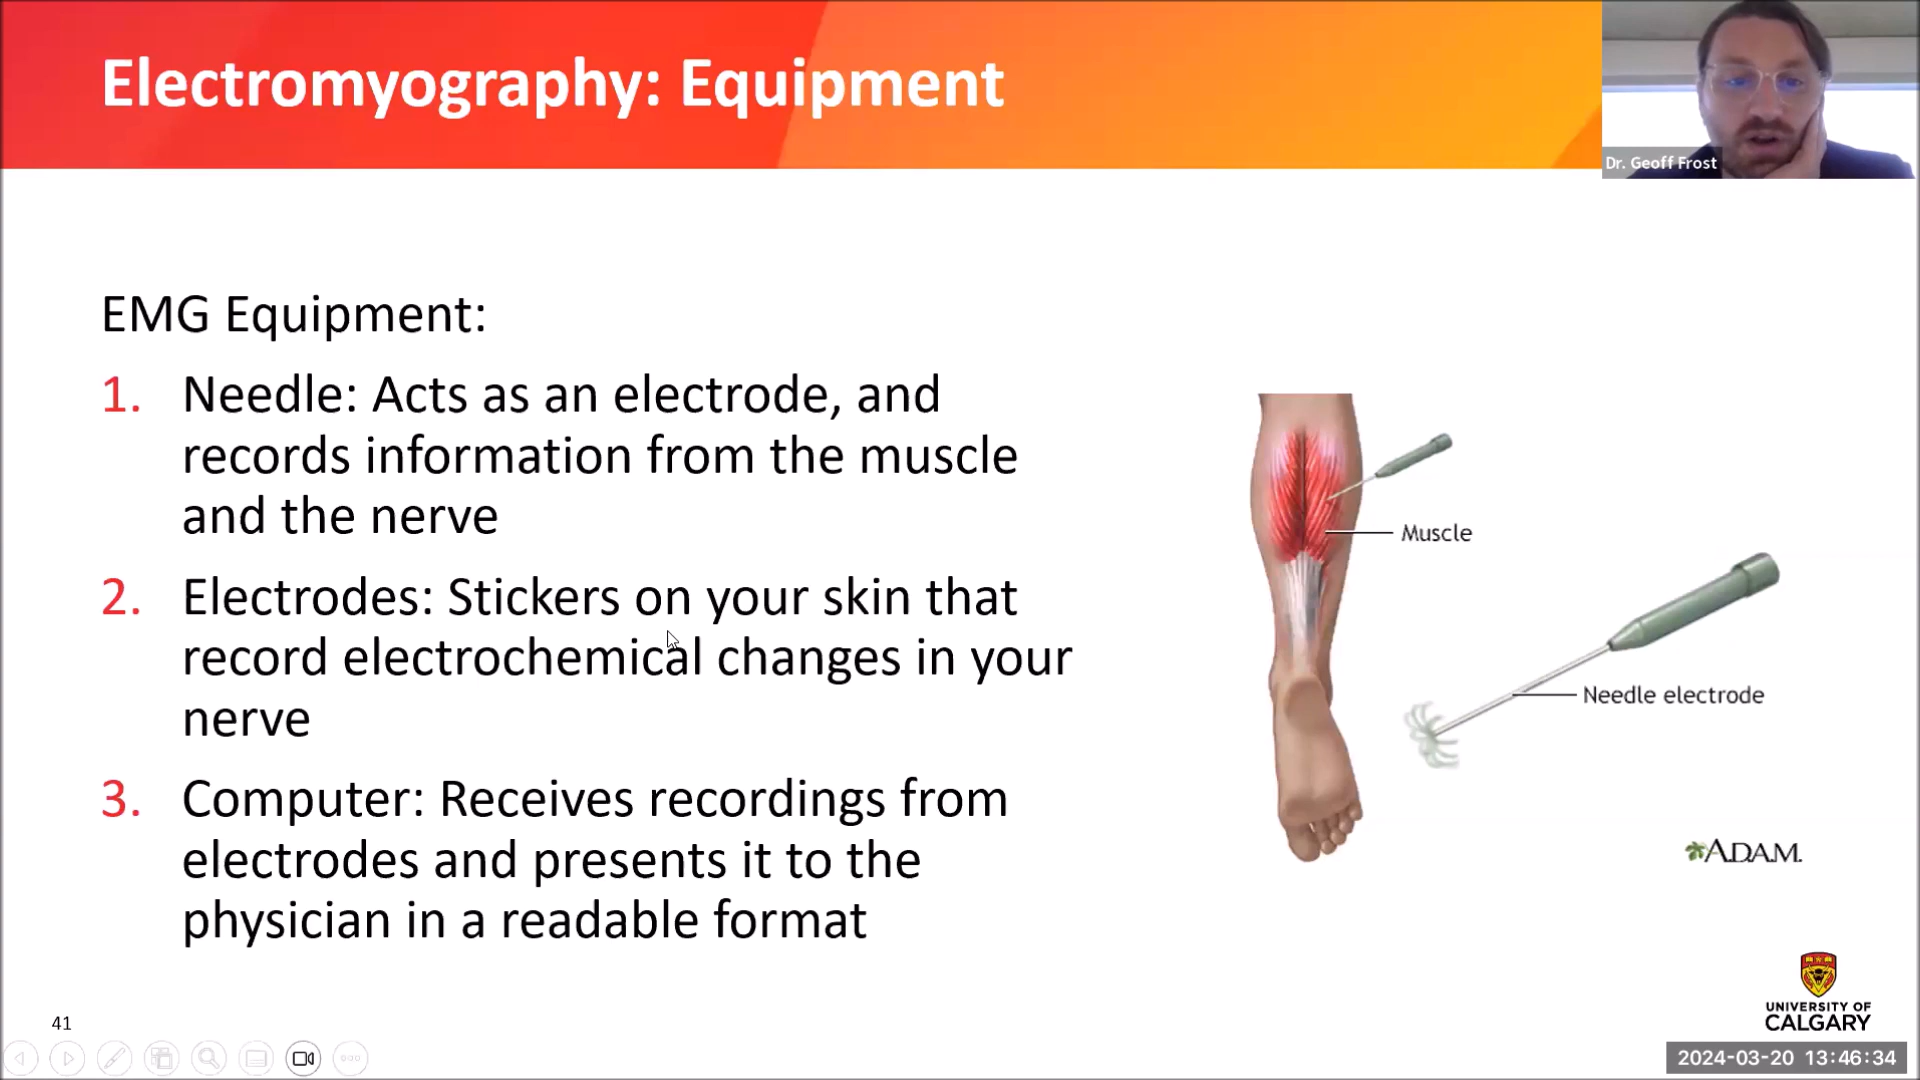 Electromyography: Equipment
Dr. Geoff Frost
EMG Equipment:
1. Needle: Acts as an electrode, and
records information from the muscle
and the nerve
2. Electrodes: Stickers on your skin that
record electrochemical changes in your
nerve
3. Computer: Receives recordings from
electrodes and presents it to the
physician in a readable format
Muscle
Needle electrode
A.D.A.M.
UNIVERSITY OF
CALGARY
41
2024-03-20 13:46:34